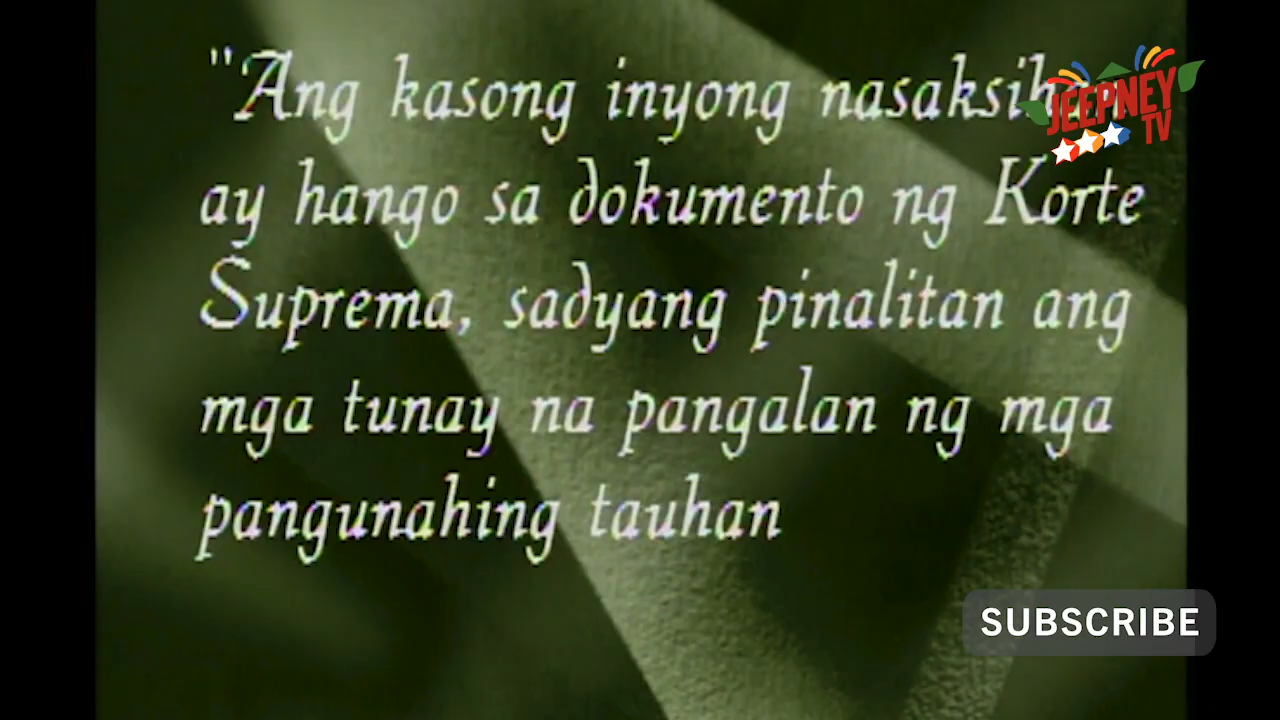 "Ang kasong inyong nasaksihan
ay hango sa dokumento ng Korte
Suprema, sadyang pinalitan ang
mga tunay na pangalan ng mga
pangunahing tauhan
JEEPNEY
TV
SUBSCRIBE